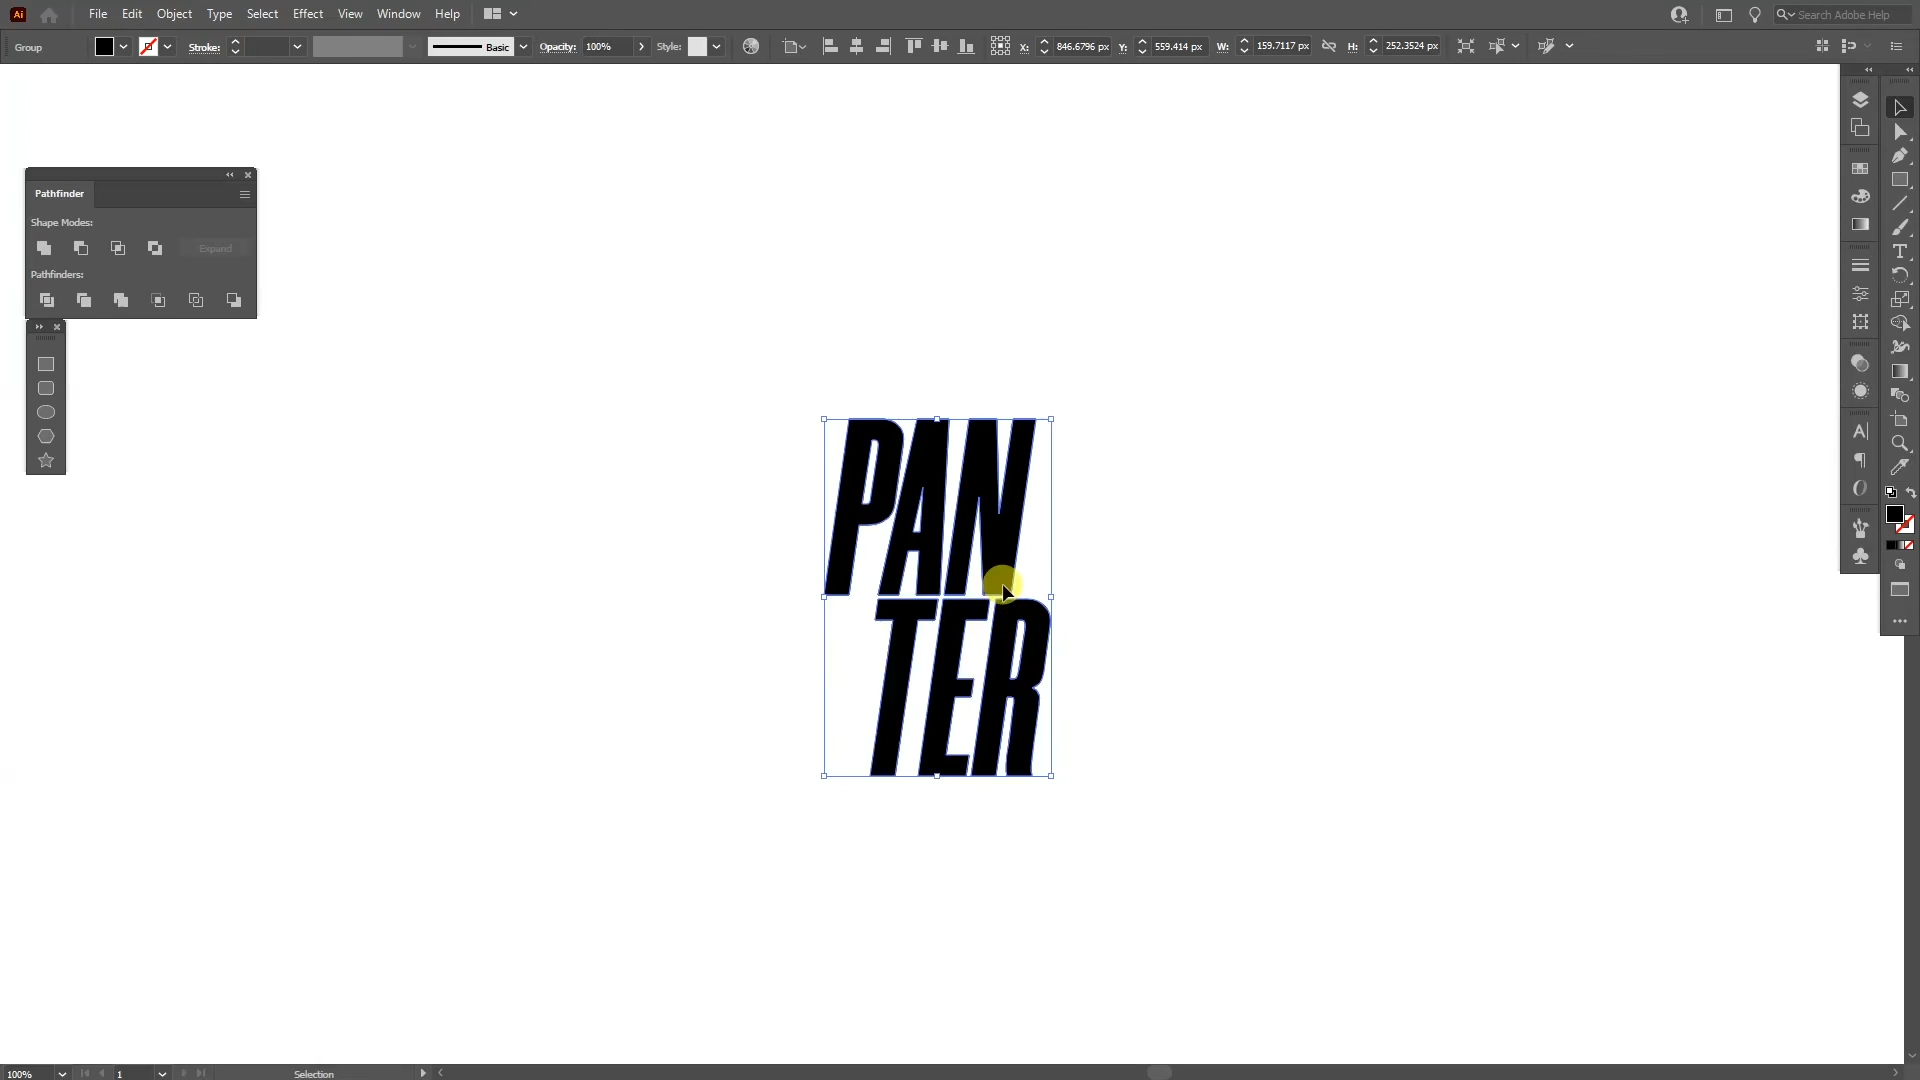 Ai File Edit Object Type Select Effect View Window Help Search Adobe Help
Group Stroke: Basic Opacity: 100% Style: X: 846.6796 px Y: 559.414 px W: 159.7117 px H: 252.3524 px
Pathfinder
Shape Modes:
Expand
Pathfinders:
PAN
TER
100% 1 Selection